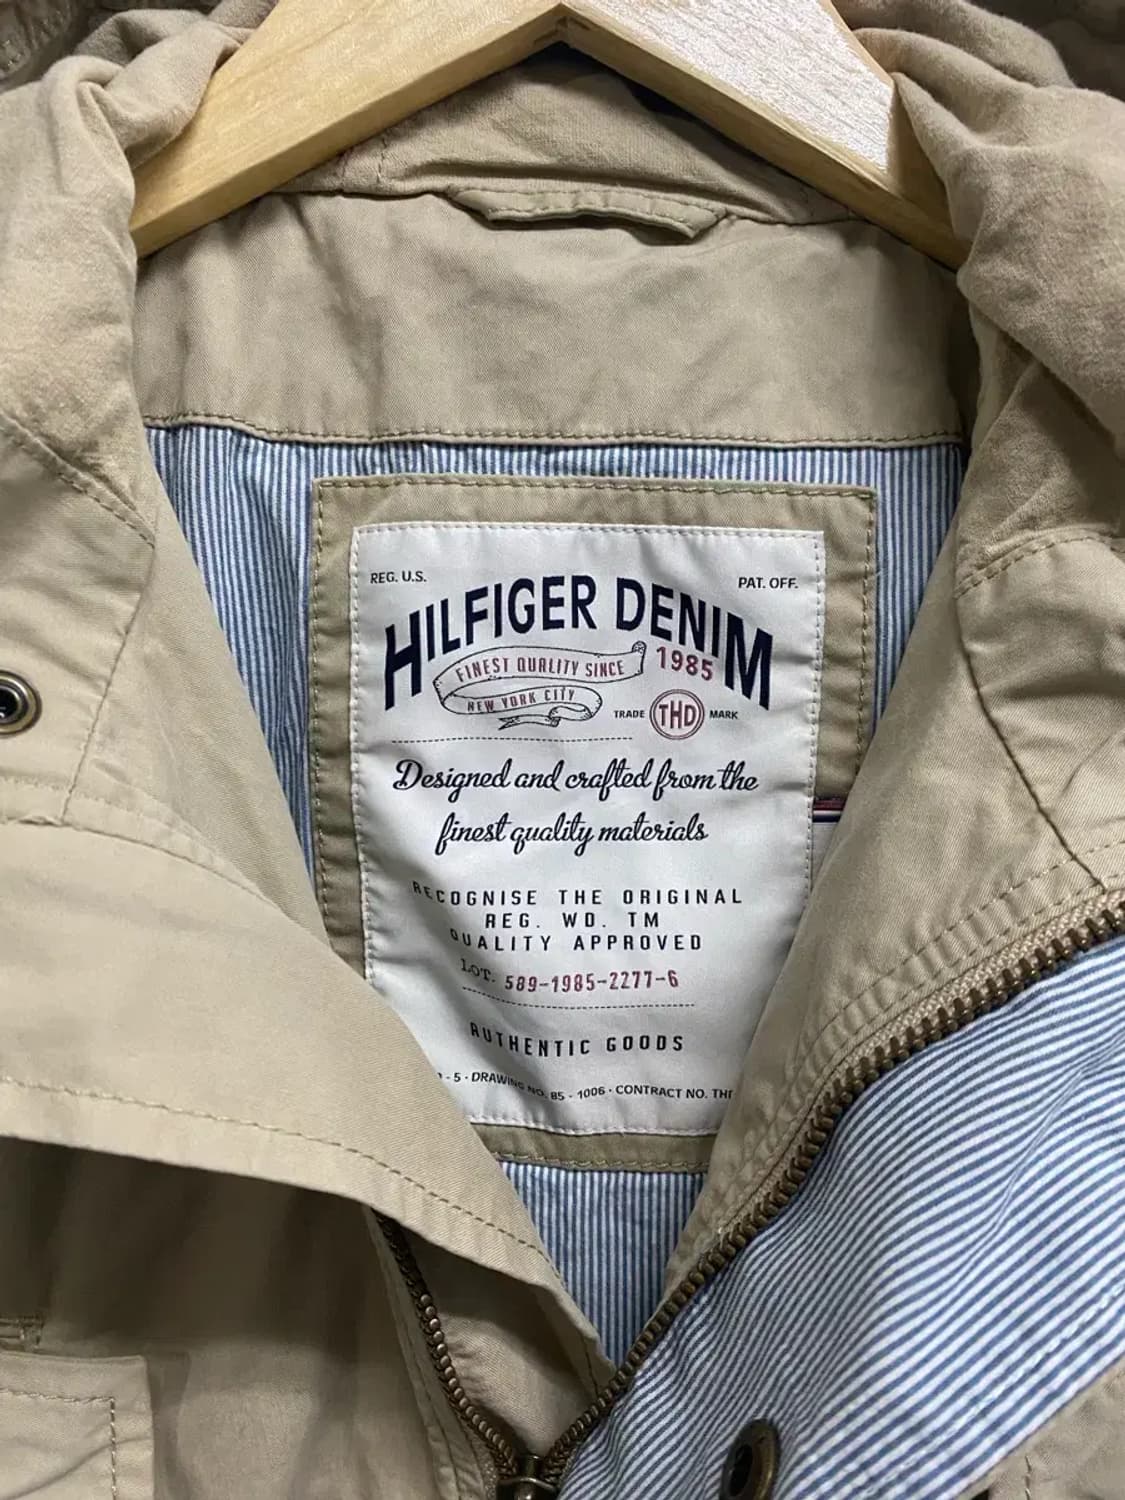 REG. U.S. PAT. OFF.
HILFIGER DENIM
FINEST QUALITY SINCE 1985
NEW YORK CITY
TRADE THD MARK
Designed and crafted from the
finest quality materials
RECOGNISE THE ORIGINAL
REG. WD. TM
QUALITY APPROVED
LOT. 589-1985-2277-6
AUTHENTIC GOODS
- 5 · DRAWING NO. 85 - 1006 · CONTRACT NO.